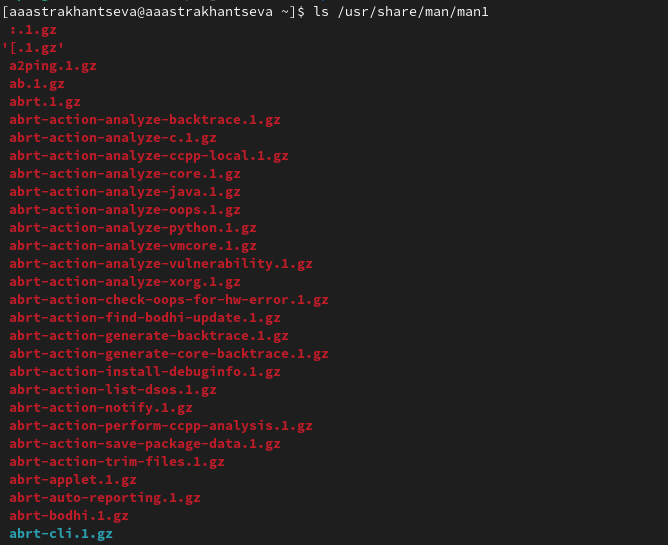 [aaastrakhantseva@aaastrakhantseva ~]$ ls /usr/share/man/man1
:.1.gz
'[.1.gz'
a2ping.1.gz
ab.1.gz
abrt.1.gz
abrt-action-analyze-backtrace.1.gz
abrt-action-analyze-c.1.gz
abrt-action-analyze-ccpp-local.1.gz
abrt-action-analyze-core.1.gz
abrt-action-analyze-java.1.gz
abrt-action-analyze-oops.1.gz
abrt-action-analyze-python.1.gz
abrt-action-analyze-vmcore.1.gz
abrt-action-analyze-vulnerability.1.gz
abrt-action-analyze-xorg.1.gz
abrt-action-check-oops-for-hw-error.1.gz
abrt-action-find-bodhi-update.1.gz
abrt-action-generate-backtrace.1.gz
abrt-action-generate-core-backtrace.1.gz
abrt-action-install-debuginfo.1.gz
abrt-action-list-dsos.1.gz
abrt-action-notify.1.gz
abrt-action-perform-ccpp-analysis.1.gz
abrt-action-save-package-data.1.gz
abrt-action-trim-files.1.gz
abrt-applet.1.gz
abrt-auto-reporting.1.gz
abrt-bodhi.1.gz
abrt-cli.1.gz